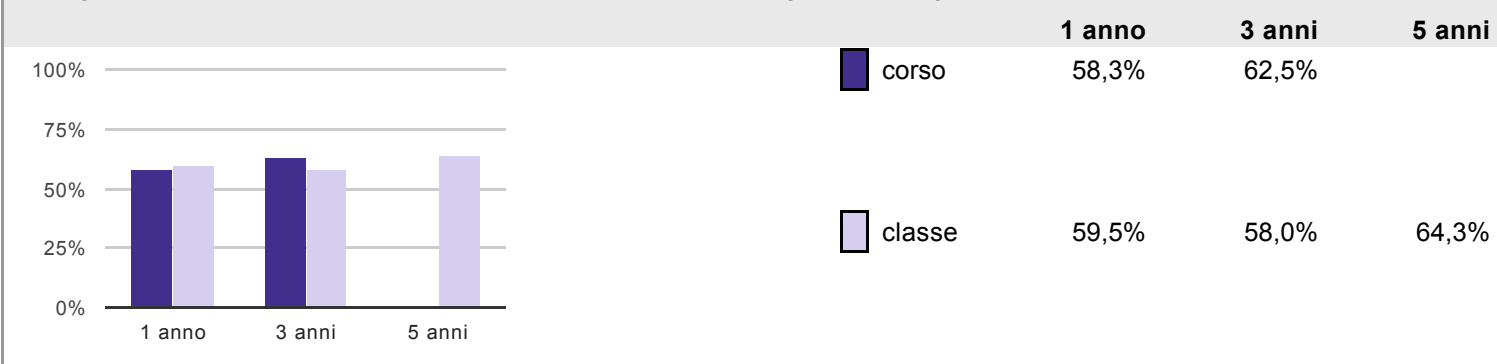 1 anno 3 anni 5 anni
100%
75%
50%
25%
0%
1 anno 3 anni 5 anni
corso 58,3% 62,5%
classe 59,5% 58,0% 64,3%